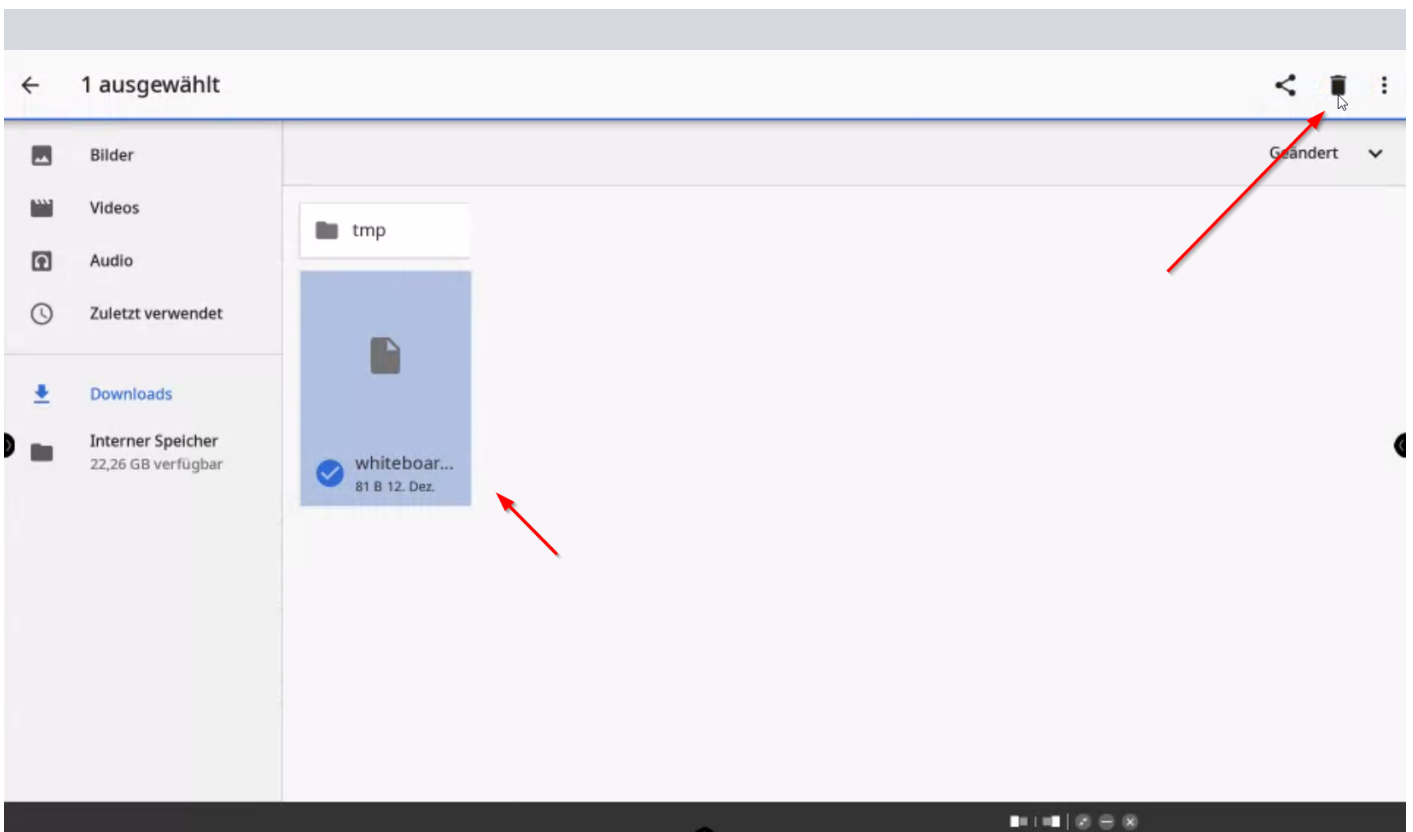 1 ausgewählt
Bilder
Geändert
Videos
tmp
Audio
Zuletzt verwendet
Downloads
Interner Speicher
22,26 GB verfügbar
whiteboar...
81 B 12. Dez.